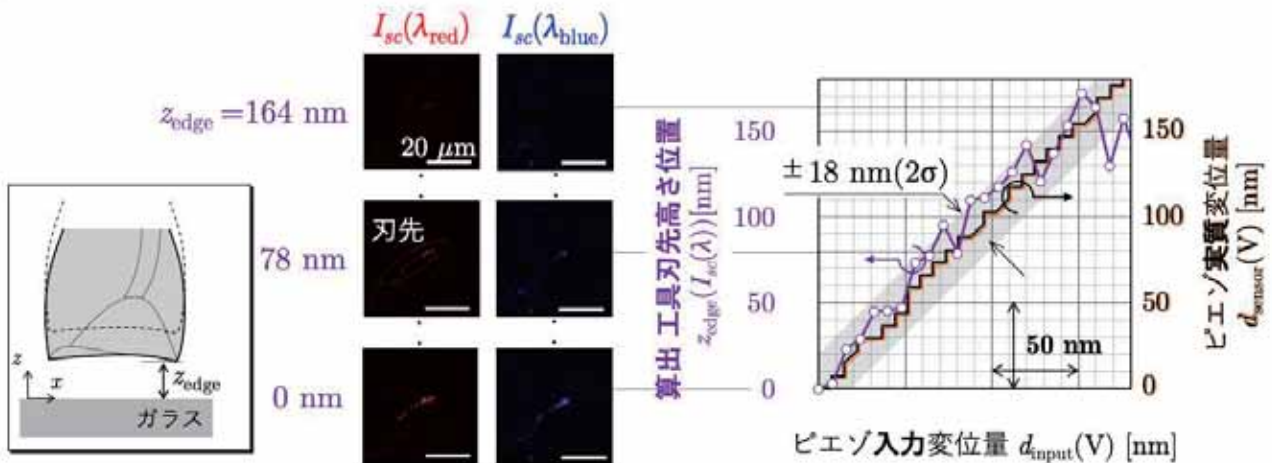 I_sc(λ_red)
I_sc(λ_blue)
z_edge = 164 nm
20 μm
刃先
78 nm
0 nm
z
x
z_edge
ガラス
算出 工具刃先高さ位置
z_edge(I_sc(λ)) [nm]
150
100
50
0
±18 nm(2σ)
50 nm
150
100
50
0
ピエゾ実質変位量
d_sensor(V) [nm]
ピエゾ入力変位量 d_input(V) [nm]